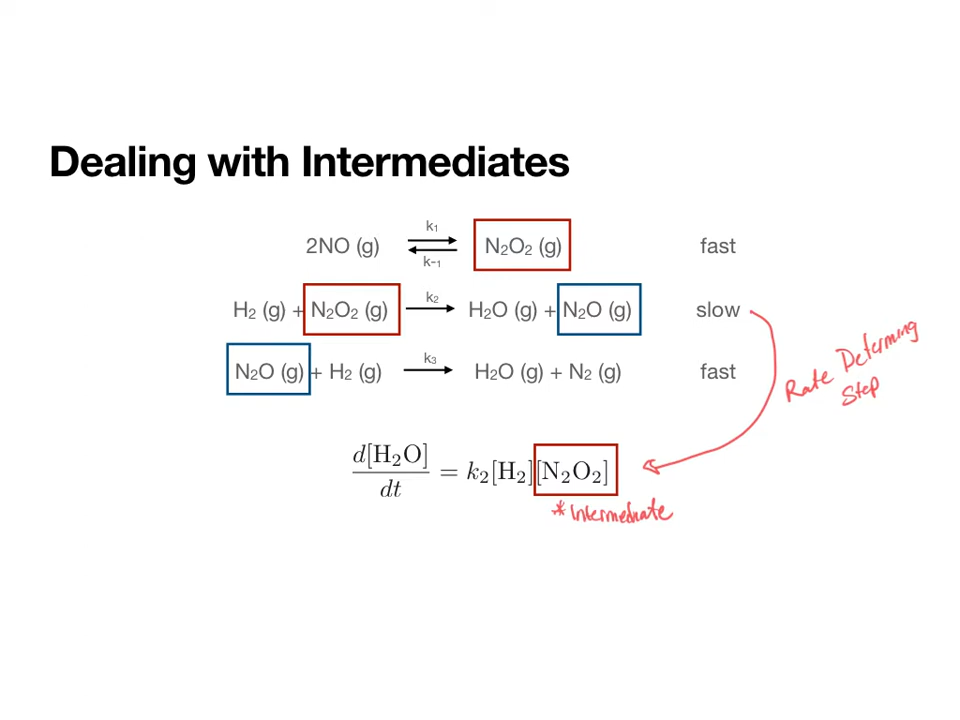 Dealing with Intermediates
k₁
2NO (g) ⇌ N₂O₂ (g) fast
k-₁
k₂
H₂ (g) + N₂O₂ (g) → H₂O (g) + N₂O (g) slow
k₃
N₂O (g) + H₂ (g) → H₂O (g) + N₂ (g) fast
Rate Determing
Step
d[H₂O]
dt
= k₂[H₂][N₂O₂]
*Intermediate